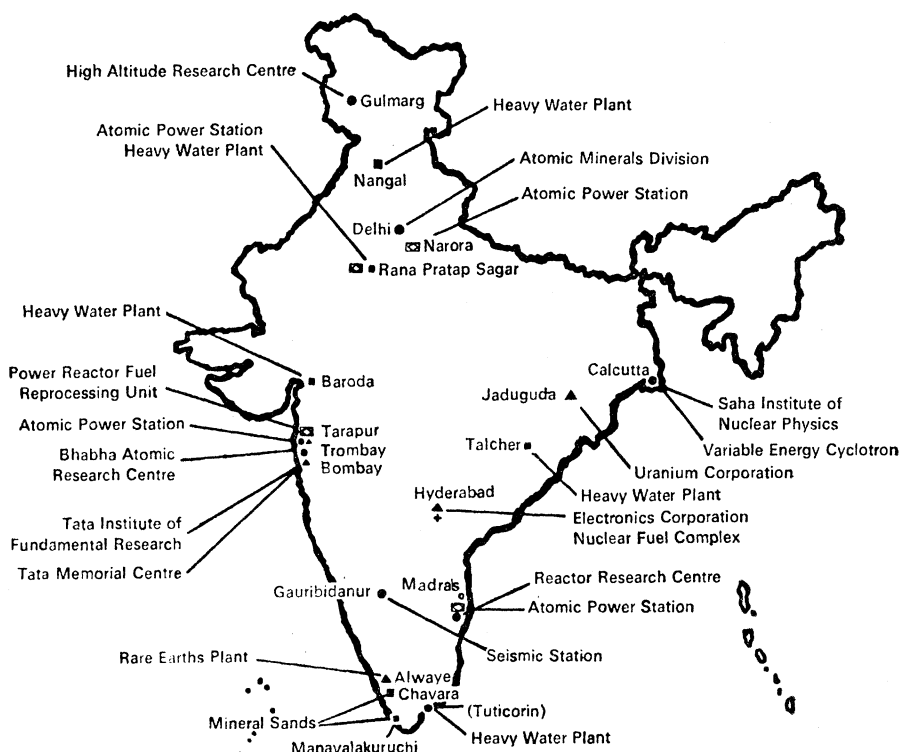 High Altitude Research Centre
Gulmarg
Heavy Water Plant
Atomic Power Station
Heavy Water Plant
Nangal
Atomic Minerals Division
Atomic Power Station
Delhi
Narora
Rana Pratap Sagar
Heavy Water Plant
Baroda
Power Reactor Fuel
Reprocessing Unit
Calcutta
Jaduguda
Saha Institute of
Nuclear Physics
Atomic Power Station
Tarapur
Bhabha Atomic
Research Centre
Trombay
Bombay
Talcher
Variable Energy Cyclotron
Uranium Corporation
Heavy Water Plant
Hyderabad
Electronics Corporation
Nuclear Fuel Complex
Tata Institute of
Fundamental Research
Tata Memorial Centre
Gauribidanur
Madras
Reactor Research Centre
Atomic Power Station
Seismic Station
Rare Earths Plant
Alwaye
Chavara
Mineral Sands
(Tuticorin)
Manavalakuruchi
Heavy Water Plant